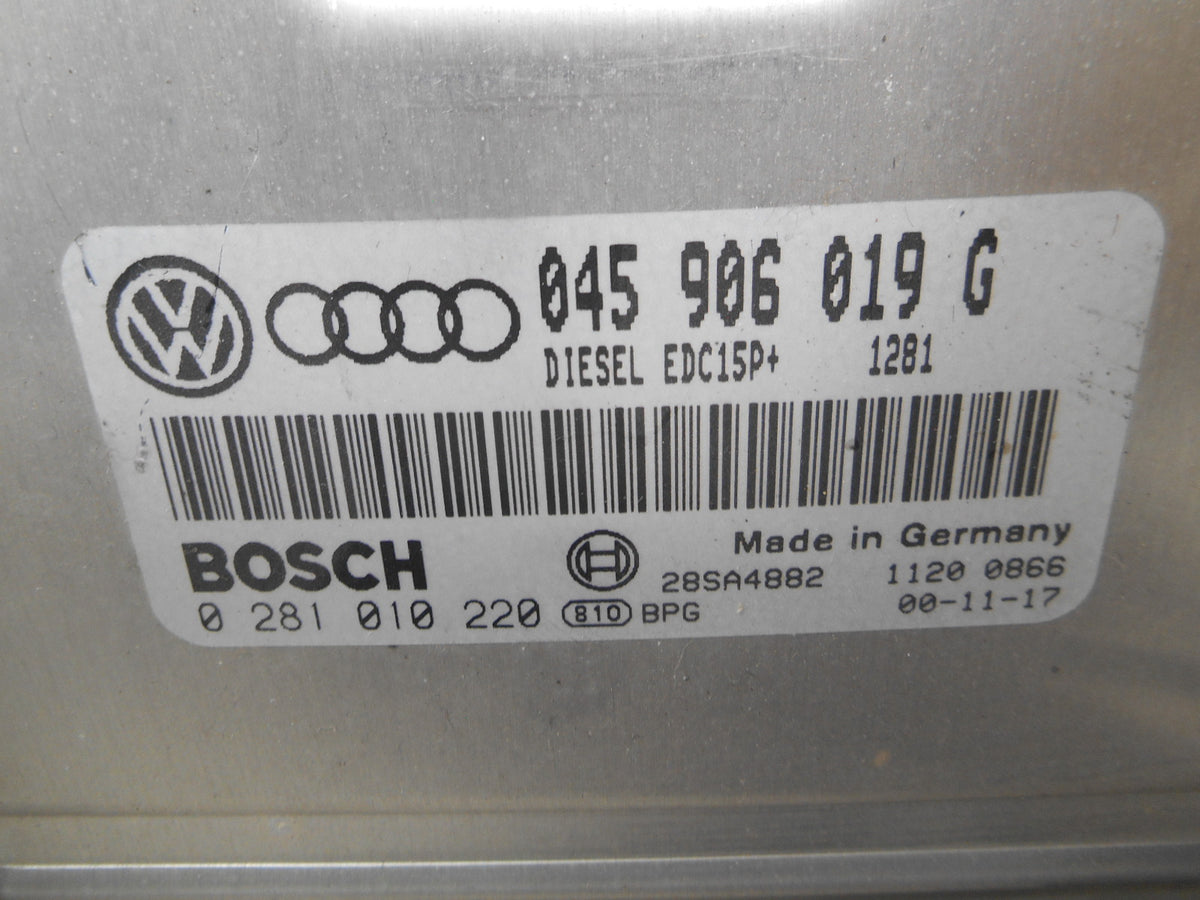 045 906 019 G
DIESEL EDC15P+ 1281
BOSCH
Made in Germany
28SA4882 1120 0866
0 281 010 220 810 BPG 00-11-17